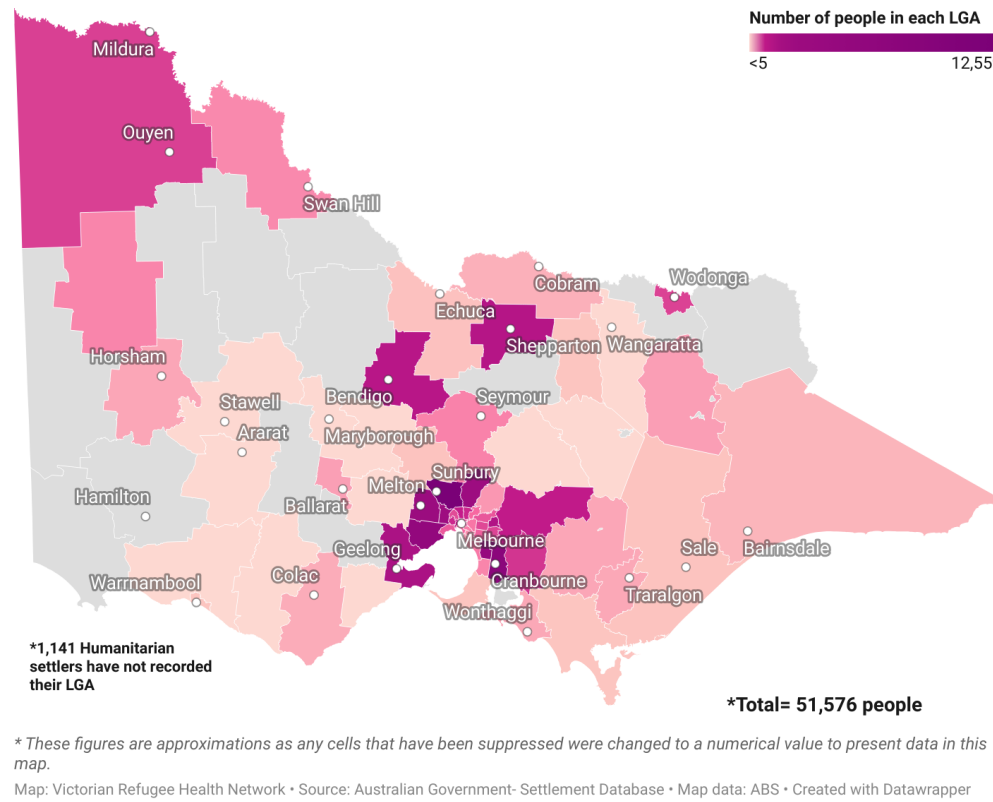 Number of people in each LGA
<5
12,55
Mildura
Ouyen
Swan Hill
Cobram
Wodonga
Echuca
Shepparton
Wangaratta
Horsham
Stawell
Bendigo
Seymour
Ararat
Maryborough
Sunbury
Melton
Hamilton
Ballarat
Melbourne
Geelong
Sale
Bairnsdale
Warrnambool
Colac
Cranbourne
Traralgon
Wonthaggi
*1,141 Humanitarian
settlers have not recorded
their LGA
*Total= 51,576 people
* These figures are approximations as any cells that have been suppressed were changed to a numerical value to present data in this
map.
Map: Victorian Refugee Health Network • Source: Australian Government- Settlement Database • Map data: ABS • Created with Datawrapper